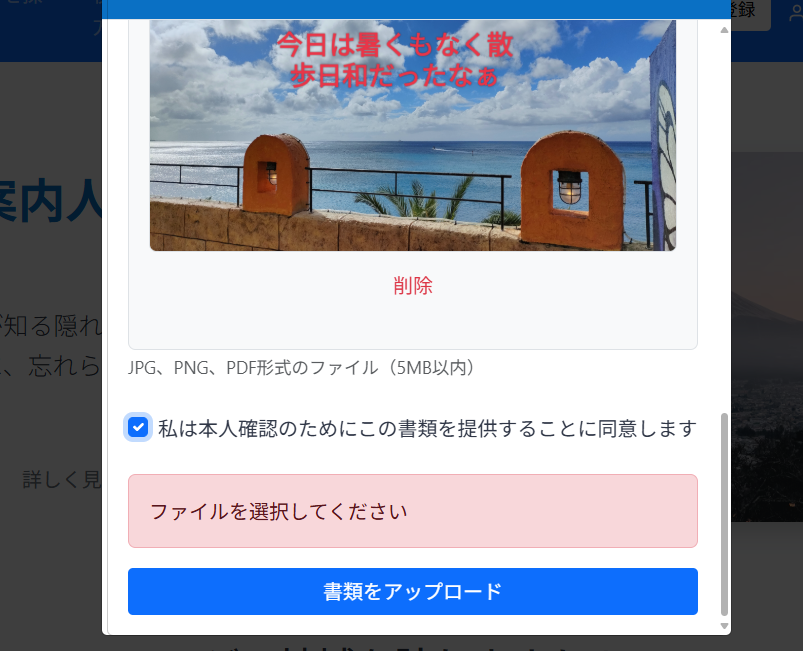 登録
今日は暑くもなく散
歩日和だったなぁ
案内人
削除
が知る隠れ
JPG、PNG、PDF形式のファイル（5MB以内）
、忘れら
私は本人確認のためにこの書類を提供することに同意します
詳しく見
ファイルを選択してください
書類をアップロード